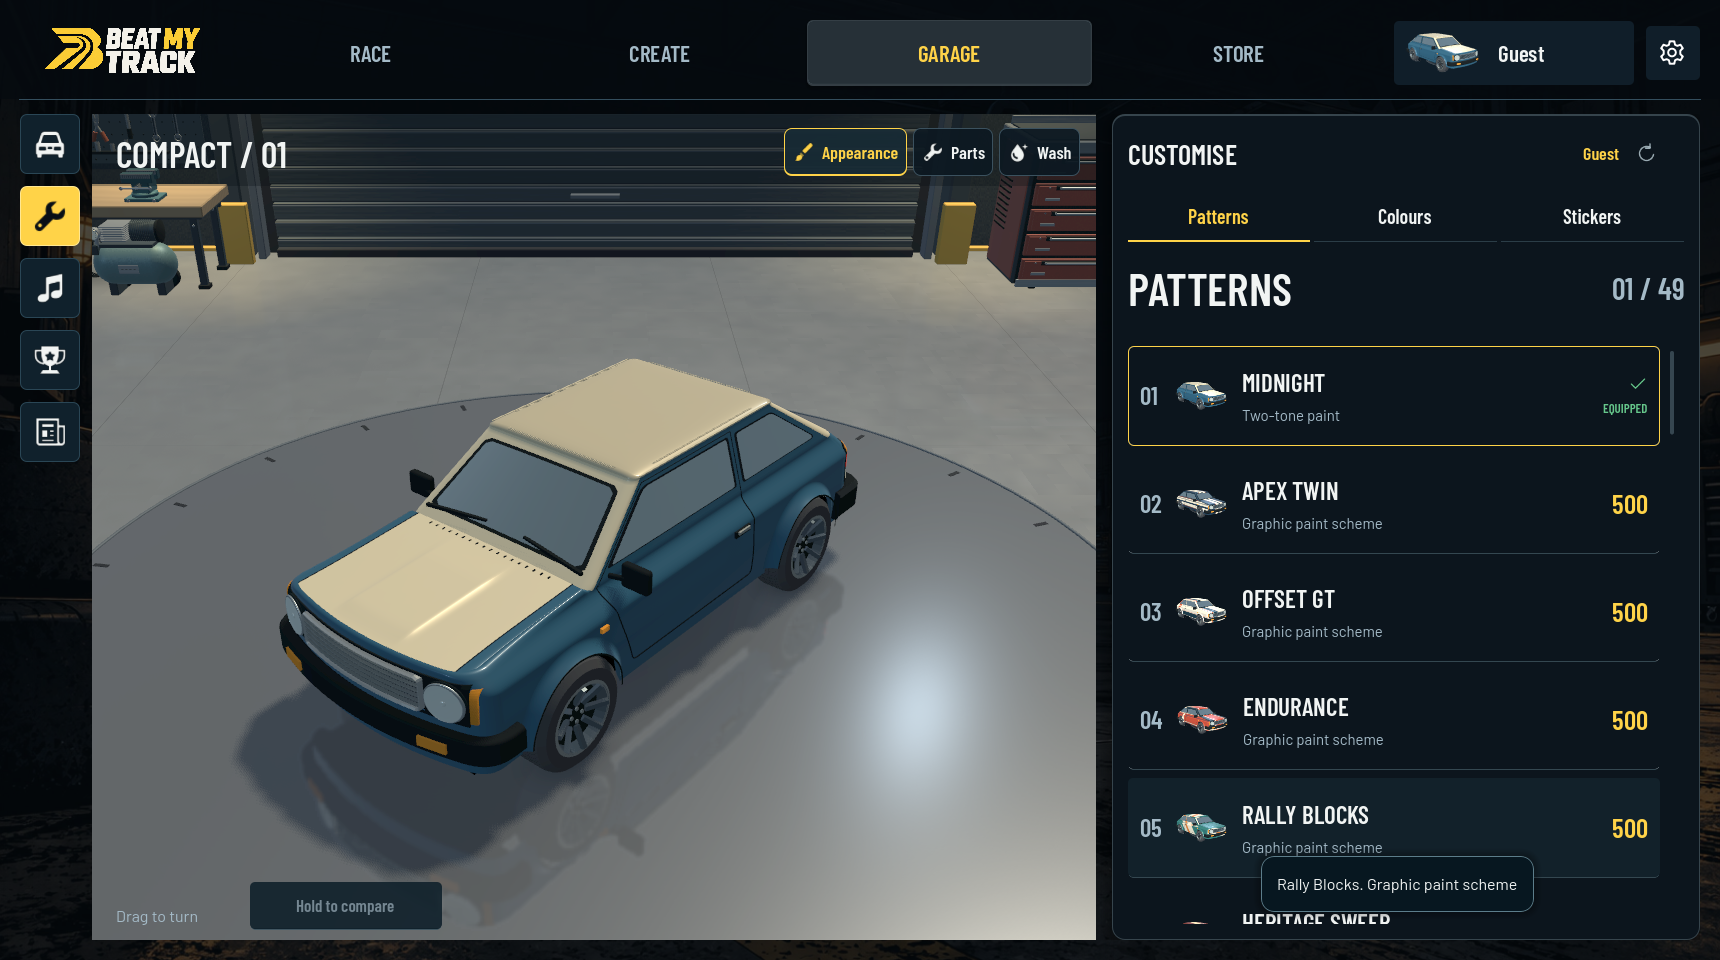 BEAT MY
TRACK
RACE
CREATE
GARAGE
STORE
Guest
COMPACT / 01
Appearance
Parts
Wash
Drag to turn
Hold to compare
CUSTOMISE
Guest
Patterns
Colours
Stickers
PATTERNS
01 / 49
01
MIDNIGHT
Two-tone paint
EQUIPPED
02
APEX TWIN
Graphic paint scheme
500
03
OFFSET GT
Graphic paint scheme
500
04
ENDURANCE
Graphic paint scheme
500
05
RALLY BLOCKS
Graphic paint scheme
500
Rally Blocks. Graphic paint scheme
HERITAGE SWEEP